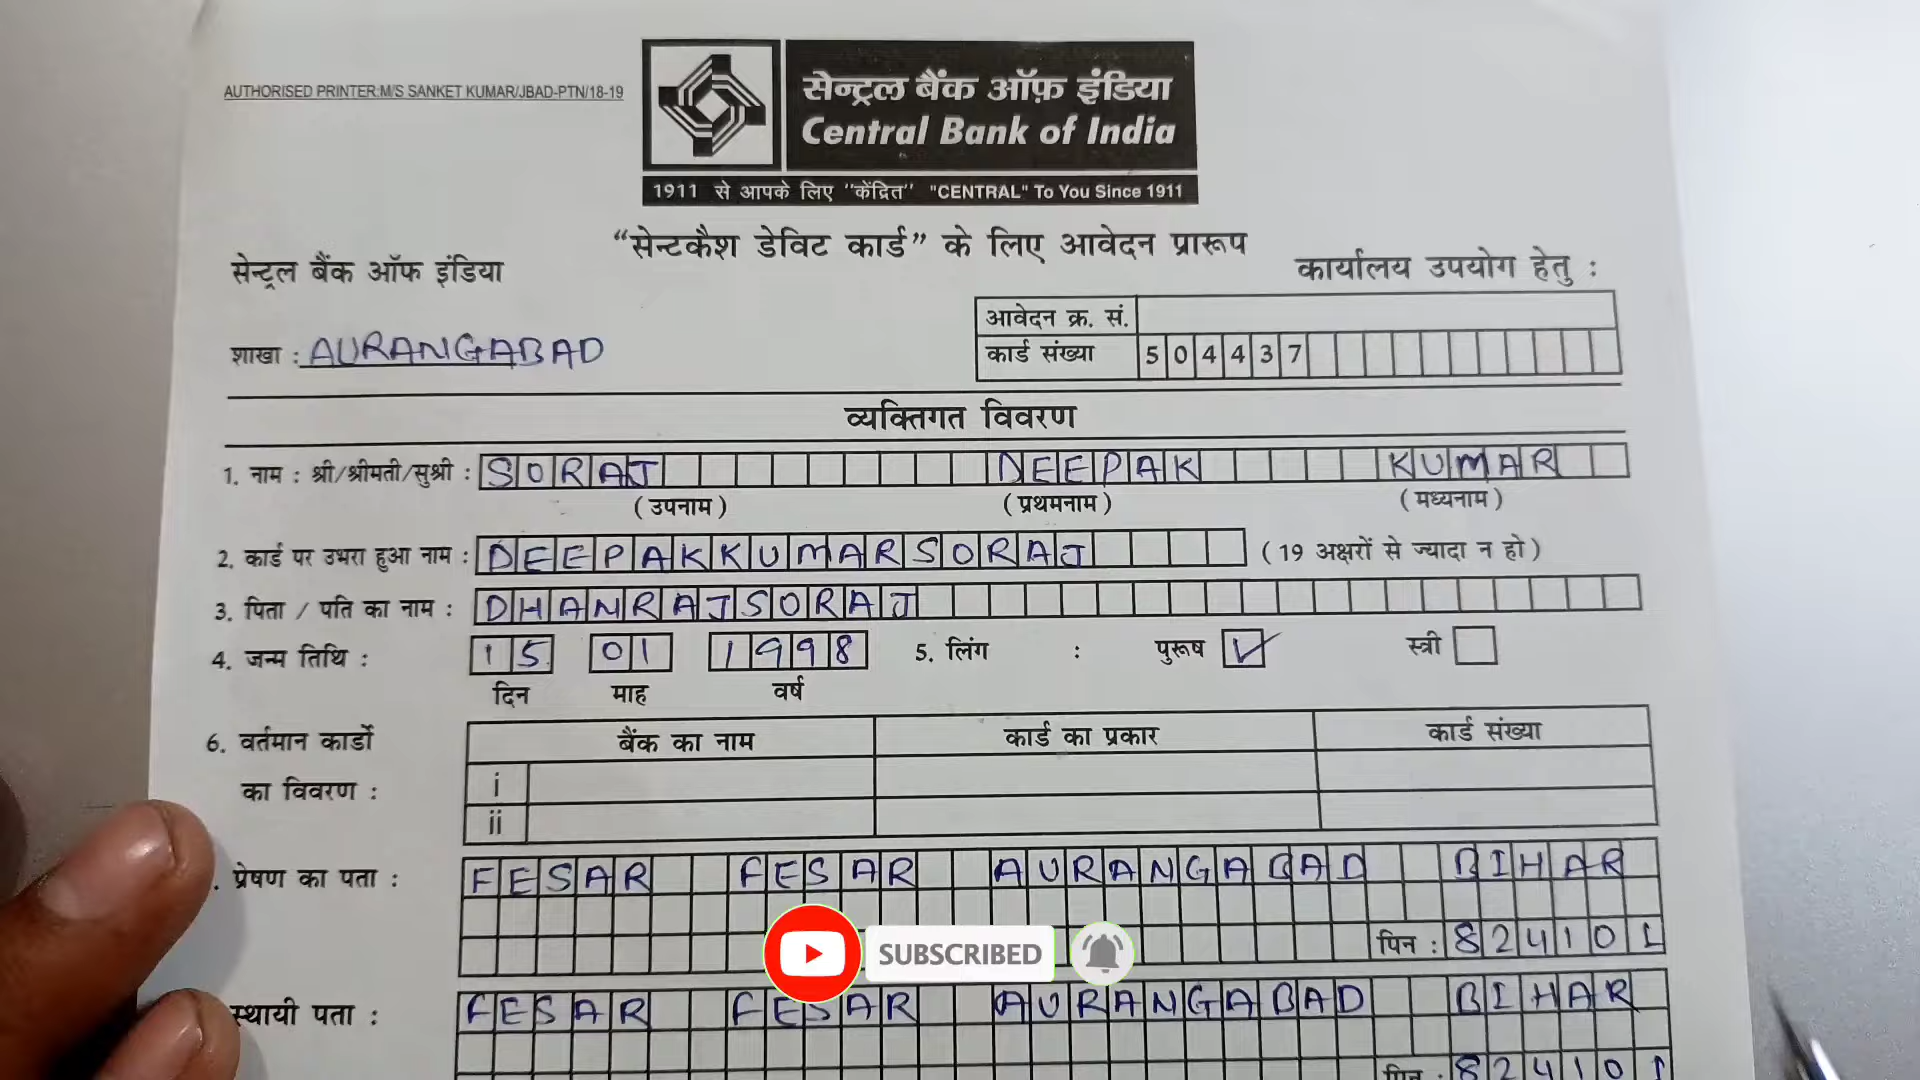 AUTHORISED PRINTER:M/S SANKET KUMAR/JBAD-PTN/18-19
सेन्ट्रल बैंक ऑफ़ इंडिया
Central Bank of India
1911 से आपके लिए "केंद्रित" "CENTRAL" To You Since 1911
"सेन्टकैश डेविट कार्ड" के लिए आवेदन प्रारूप
सेन्ट्रल बैंक ऑफ इंडिया
कार्यालय उपयोग हेतु :
आवेदन क्र. सं.
शाखा : AURANGABAD
कार्ड संख्या 504437
व्यक्तिगत विवरण
1. नाम : श्री/श्रीमती/सुश्री : SORAJ DEEPAK KUMAR
(उपनाम) (प्रथमनाम) (मध्यनाम)
2. कार्ड पर उभरा हुआ नाम : DEEPAKKUMARSORAJ (19 अक्षरों से ज्यादा न हो)
3. पिता / पति का नाम : DHANRAJSORAJ
4. जन्म तिथि : 15 01 1998 5. लिंग : पुरूष स्त्री
दिन माह वर्ष
6. वर्तमान कार्डो का विवरण :
बैंक का नाम कार्ड का प्रकार कार्ड संख्या
i
ii
. प्रेषण का पता : FESAR FESAR AURANGABAD BIHAR
पिन : 824101
SUBSCRIBED
स्थायी पता : FESAR FESAR AURANGABAD BIHAR
पिन : 824101